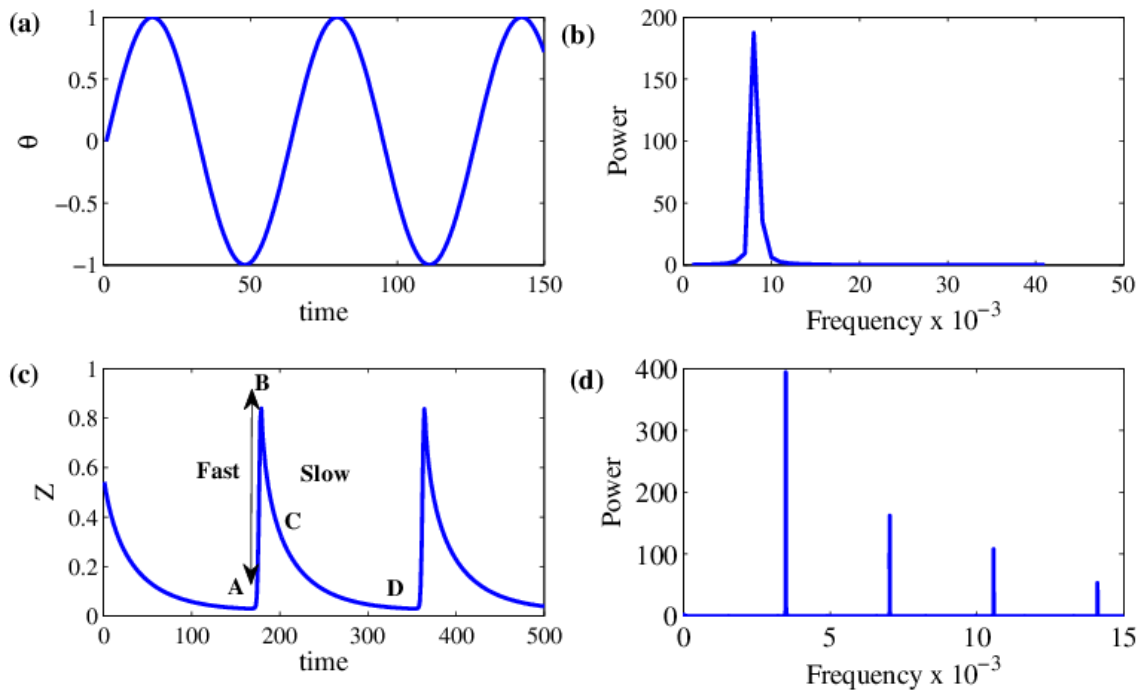 (a)
1
0.5
0
−0.5
−1
θ
0 50 100 150
time
(b)
200
150
100
50
0
Power
0 10 20 30 40 50
Frequency x 10⁻³
(c)
1
0.8
0.6
0.4
0.2
0
Z
B
Fast
Slow
C
A
D
0 100 200 300 400 500
time
(d)
400
300
200
100
0
Power
0 5 10 15
Frequency x 10⁻³